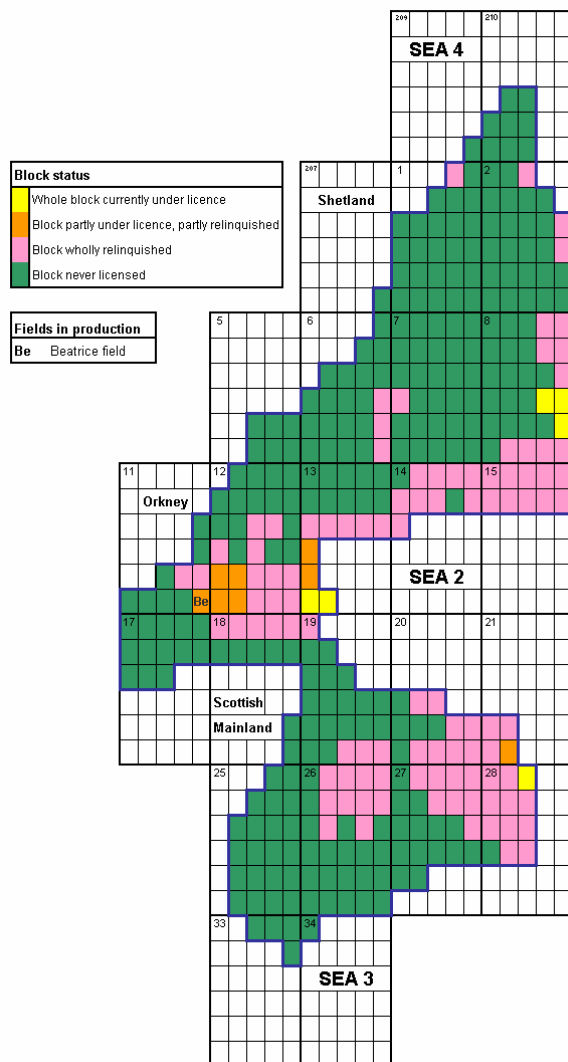 209 210
SEA 4
207 1 2
Block status
Whole block currently under licence
Block partly under licence, partly relinquished
Block wholly relinquished
Block never licensed
Shetland
5 6 7 8
Fields in production
Be Beatrice field
11 12 13 14 15
Orkney
SEA 2
Be
17 18 19 20 21
Scottish
Mainland
25 26 27 28
33 34
SEA 3